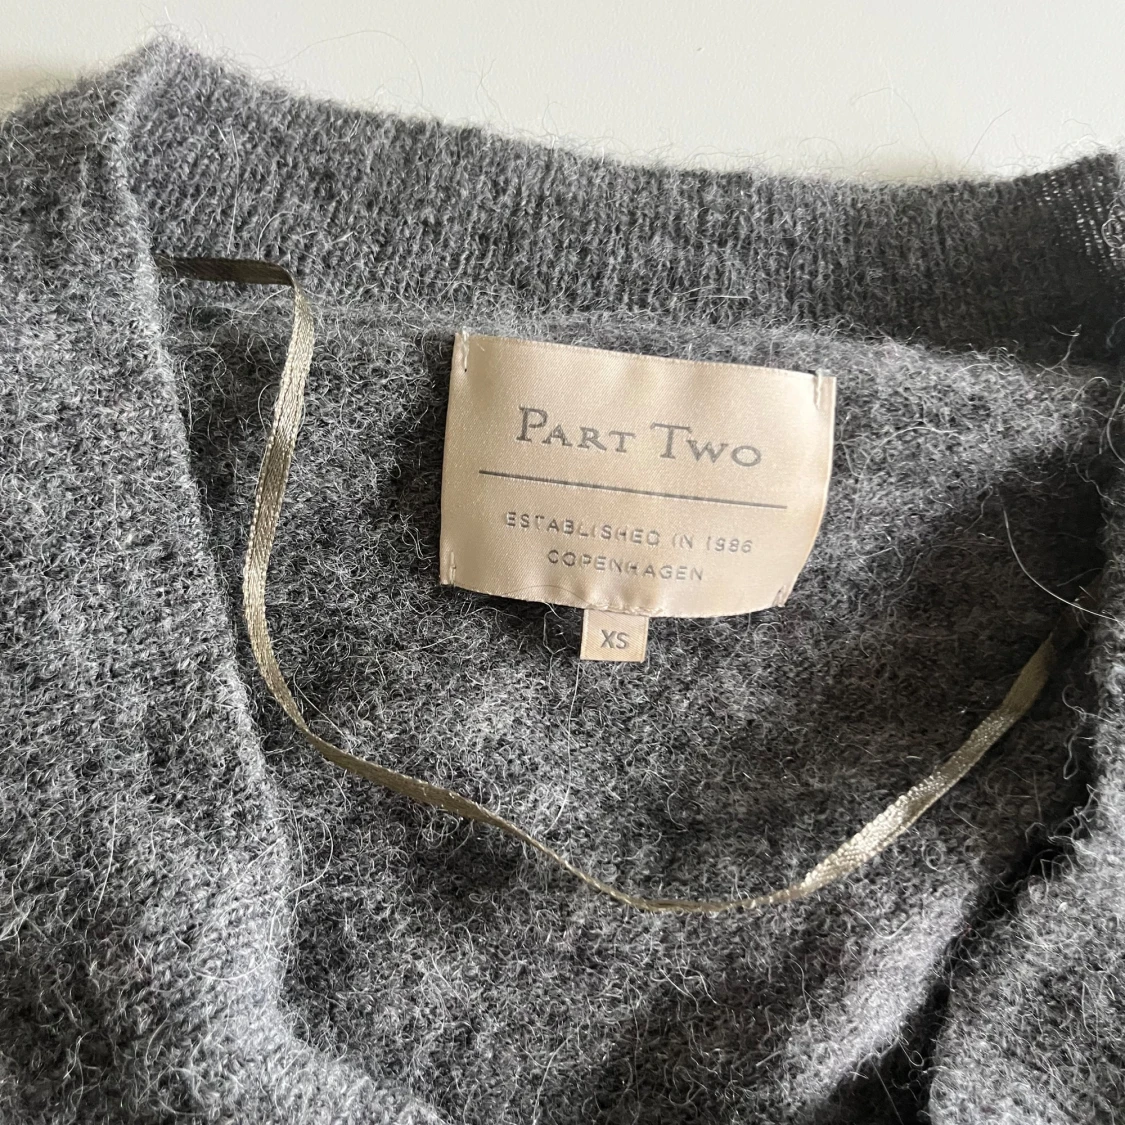 PART TWO
ESTABLISHED IN 1986
COPENHAGEN
XS